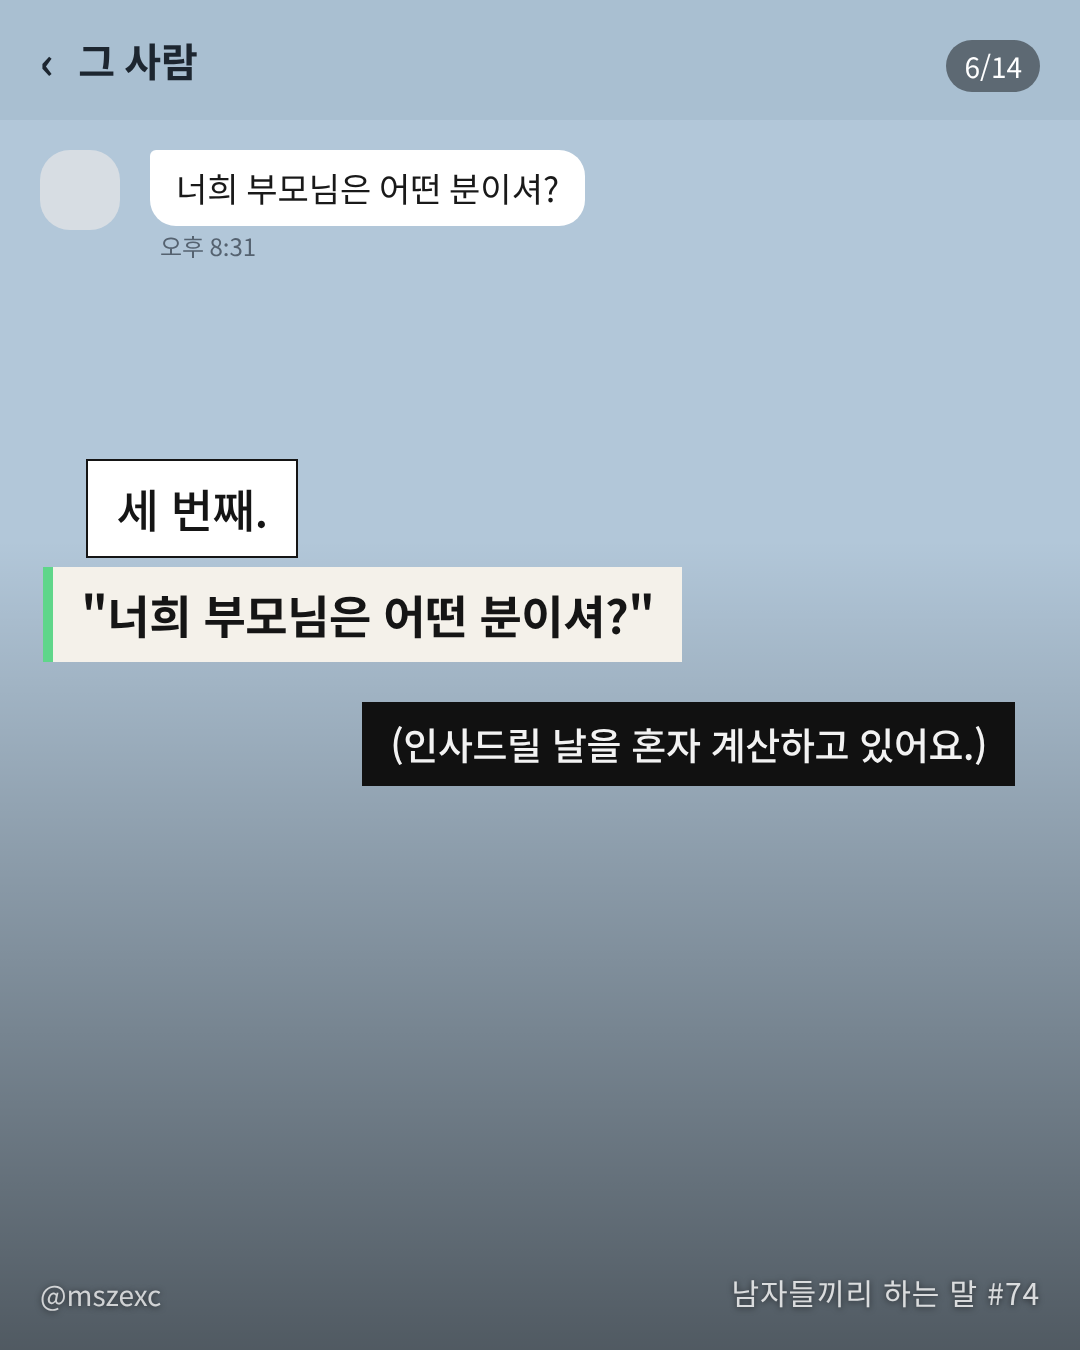 ‹ 그 사람
6/14
너희 부모님은 어떤 분이셔?
오후 8:31
세 번째.
"너희 부모님은 어떤 분이셔?"
(인사드릴 날을 혼자 계산하고 있어요.)
@mszexc
남자들끼리 하는 말 #74